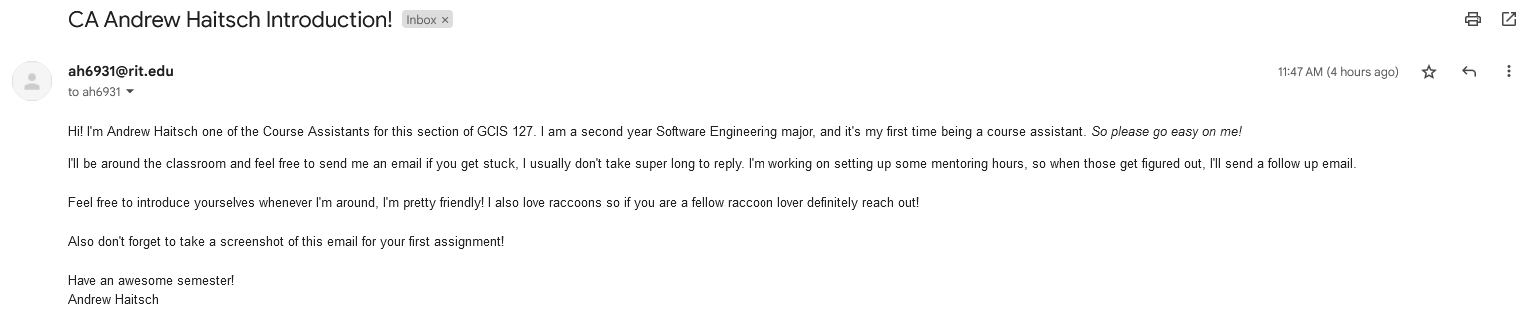 CA Andrew Haitsch Introduction! Inbox ×
ah6931@rit.edu 11:47 AM (4 hours ago)
to ah6931
Hi! I'm Andrew Haitsch one of the Course Assistants for this section of GCIS 127. I am a second year Software Engineering major, and it's my first time being a course assistant. So please go easy on me!
I'll be around the classroom and feel free to send me an email if you get stuck, I usually don't take super long to reply. I'm working on setting up some mentoring hours, so when those get figured out, I'll send a follow up email.
Feel free to introduce yourselves whenever I'm around, I'm pretty friendly! I also love raccoons so if you are a fellow raccoon lover definitely reach out!
Also don't forget to take a screenshot of this email for your first assignment!
Have an awesome semester!
Andrew Haitsch